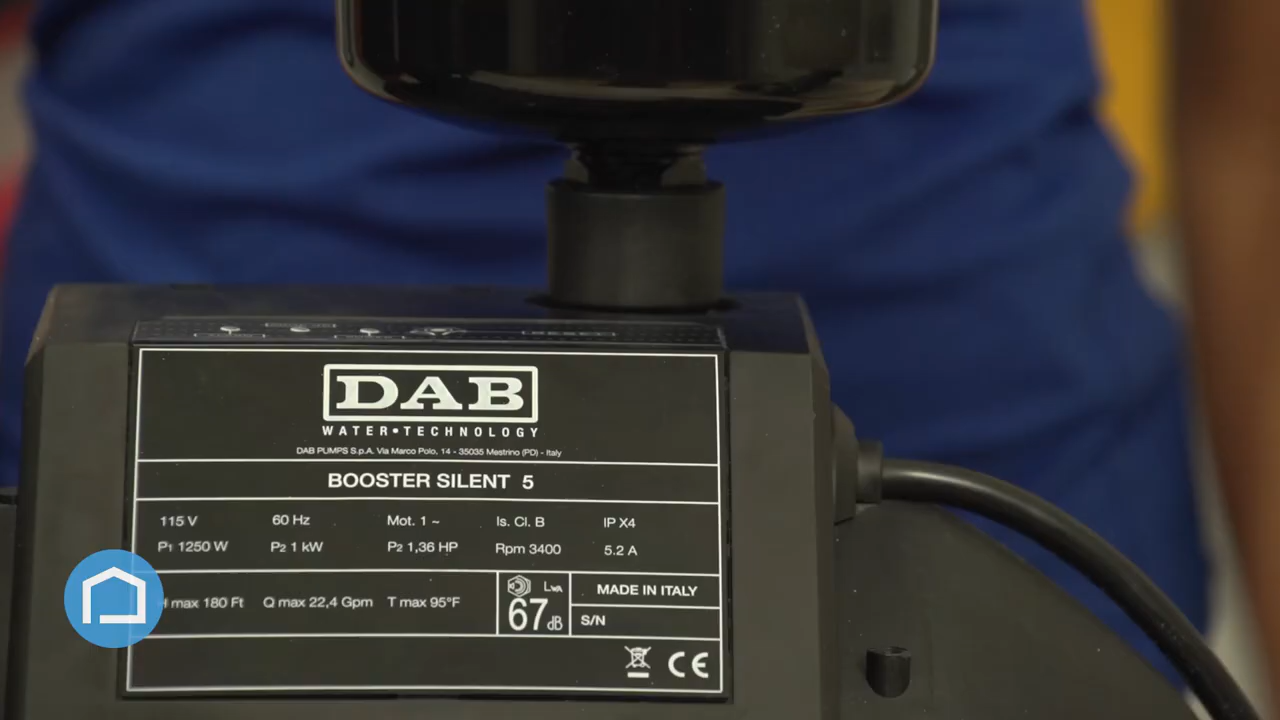 DAB
WATER•TECHNOLOGY
DAB PUMPS S.p.A. Via Marco Polo, 14 - 35035 Mestrino (PD) - Italy
BOOSTER SILENT 5
115 V 60 Hz Mot. 1 ~ Is. Cl. B IP X4
P1 1250 W P2 1 kW P2 1,36 HP Rpm 3400 5.2 A
H max 180 Ft Q max 22,4 Gpm T max 95°F
LWA
67 dB
MADE IN ITALY
S/N
CE